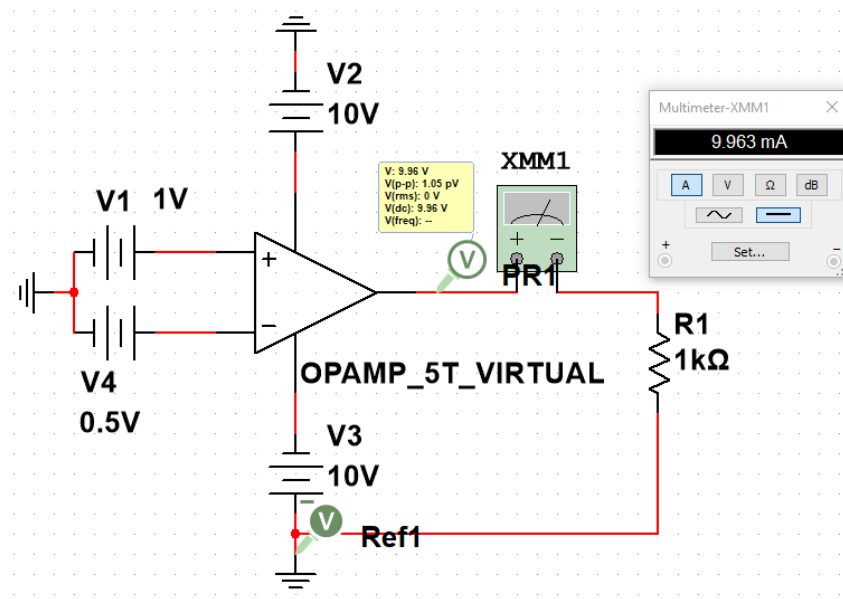 V2
10V
Multimeter-XMM1
9.963 mA
A V Ω dB
+ Set... −
V: 9.96 V
V(p-p): 1.05 pV
V(rms): 0 V
V(dc): 9.96 V
V(freq): --
XMM1
+ −
V
PR1
V1 1V
+
−
V4
0.5V
OPAMP_5T_VIRTUAL
R1
1kΩ
V3
10V
V
Ref1